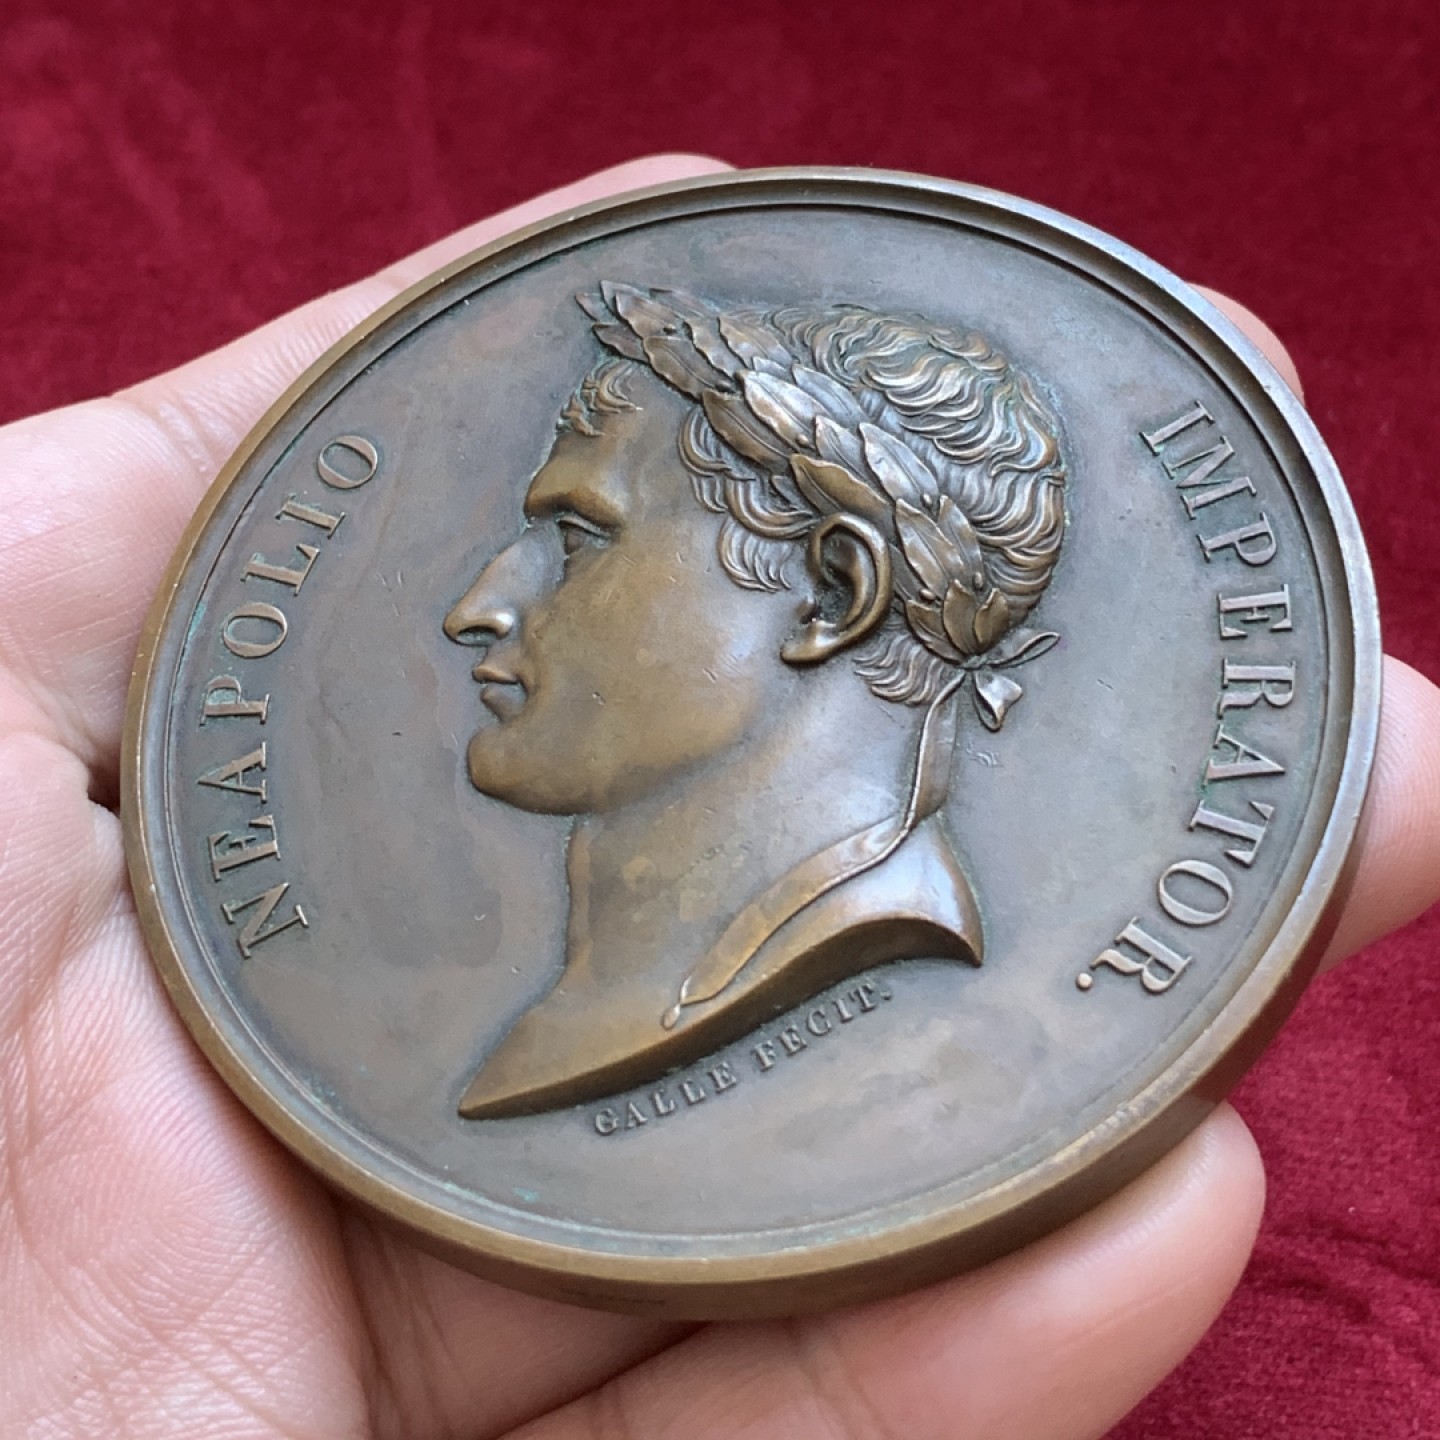 NEAPOLIO
IMPERATOR.
GALLE FECIT.